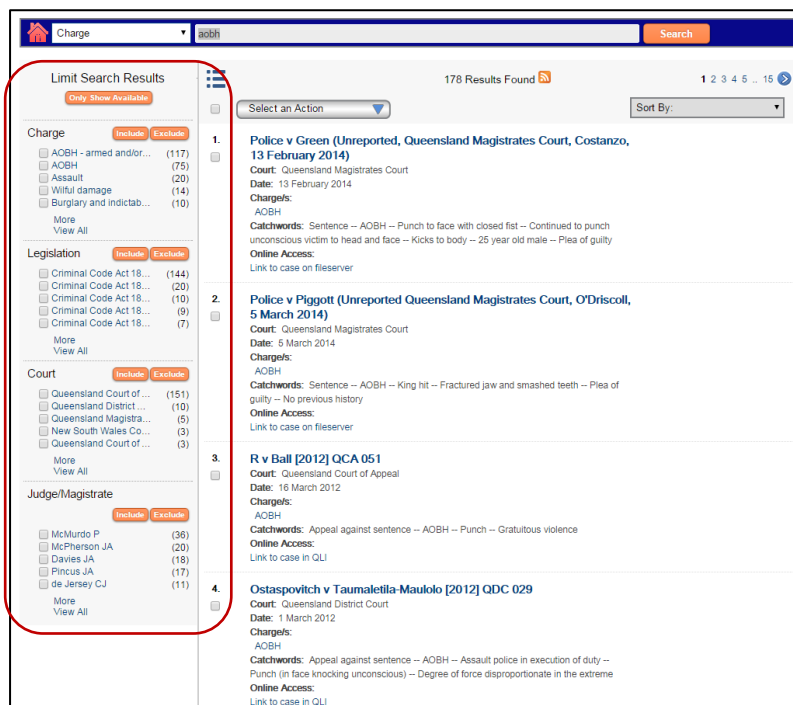 Charge
aobh
Search
Limit Search Results
Only Show Available
Charge Include Exclude
AOBH - armed and/or... (117)
AOBH (75)
Assault (20)
Wilful damage (14)
Burglary and indictab... (10)
More
View All
Legislation Include Exclude
Criminal Code Act 18... (144)
Criminal Code Act 18... (20)
Criminal Code Act 18... (10)
Criminal Code Act 18... (9)
Criminal Code Act 18... (7)
More
View All
Court Include Exclude
Queensland Court of ... (151)
Queensland District ... (10)
Queensland Magistra... (5)
New South Wales Co... (3)
Queensland Court of ... (3)
More
View All
Judge/Magistrate
Include Exclude
McMurdo P (36)
McPherson JA (20)
Davies JA (18)
Pincus JA (17)
de Jersey CJ (11)
More
View All
178 Results Found
1 2 3 4 5 .. 15
Select an Action
Sort By:
1. Police v Green (Unreported, Queensland Magistrates Court, Costanzo,
13 February 2014)
Court: Queensland Magistrates Court
Date: 13 February 2014
Charge/s:
AOBH
Catchwords: Sentence -- AOBH -- Punch to face with closed fist -- Continued to punch
unconscious victim to head and face -- Kicks to body -- 25 year old male -- Plea of guilty
Online Access:
Link to case on fileserver
2. Police v Piggott (Unreported Queensland Magistrates Court, O'Driscoll,
5 March 2014)
Court: Queensland Magistrates Court
Date: 5 March 2014
Charge/s:
AOBH
Catchwords: Sentence -- AOBH -- King hit -- Fractured jaw and smashed teeth -- Plea of
guilty -- No previous history
Online Access:
Link to case on fileserver
3. R v Ball [2012] QCA 051
Court: Queensland Court of Appeal
Date: 16 March 2012
Charge/s:
AOBH
Catchwords: Appeal against sentence -- AOBH -- Punch -- Gratuitous violence
Online Access:
Link to case in QLI
4. Ostaspovitch v Taumaletila-Maulolo [2012] QDC 029
Court: Queensland District Court
Date: 1 March 2012
Charge/s:
AOBH
Catchwords: Appeal against sentence -- AOBH -- Assault police in execution of duty --
Punch (in face knocking unconscious) -- Degree of force disproportionate in the extreme
Online Access:
Link to case in QLI